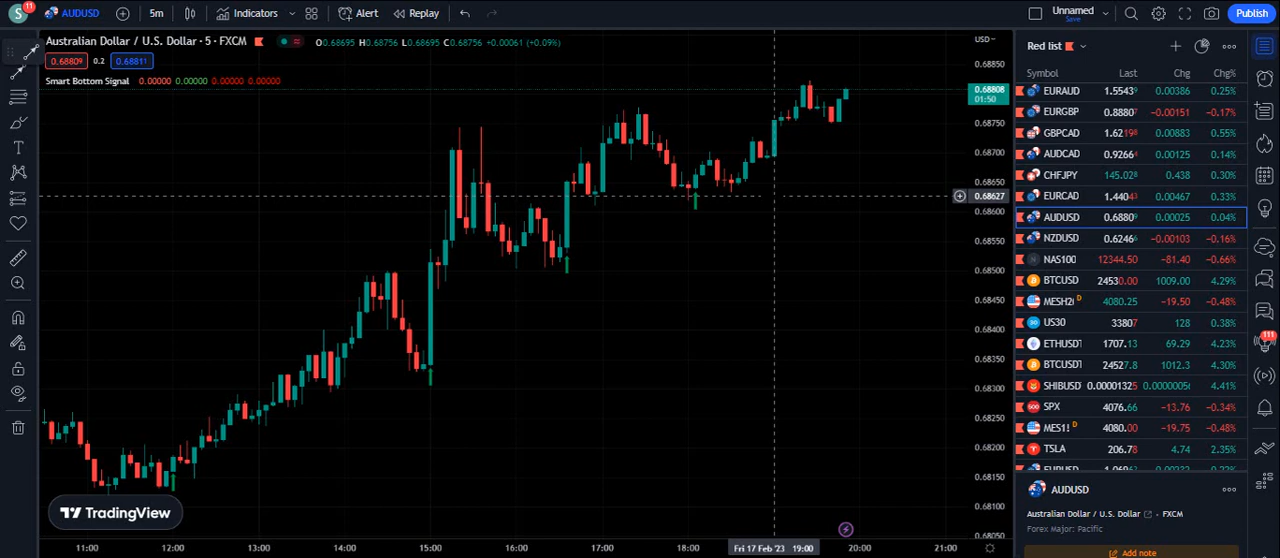 S 11 AUDUSD 5m Indicators Alert Replay Unnamed Save Publish
Australian Dollar / U.S. Dollar · 5 · FXCM O0.68695 H0.68756 L0.68695 C0.68756 +0.00061 (+0.09%)
0.68809 0.2 0.68811
Smart Bottom Signal 0.00000 0.00000 0.00000 0.00000
USD
0.68850
0.68808
01:50
0.68750
0.68700
0.68650
0.68627
0.68600
0.68550
0.68500
0.68450
0.68400
0.68350
0.68300
0.68250
0.68200
0.68150
0.68100
0.68050
TradingView
11:00 12:00 13:00 14:00 15:00 16:00 17:00 18:00 Fri 17 Feb '23 19:00 20:00 21:00
Red list
Symbol Last Chg Chg%
EURAUD 1.55439 0.00386 0.25%
EURGBP 0.88807 −0.00151 −0.17%
GBPCAD 1.62198 0.00883 0.55%
AUDCAD 0.92664 0.00125 0.14%
CHFJPY 145.028 0.438 0.30%
EURCAD 1.44043 0.00467 0.33%
AUDUSD 0.68809 0.00025 0.04%
NZDUSD 0.62466 −0.00103 −0.16%
NAS100 12344.50 −81.40 −0.66%
BTCUSD 24530.00 1009.00 4.29%
MESH2 D 4080.25 −19.50 −0.48%
US30 33807 128 0.38%
ETHUSDT 1707.13 69.29 4.23%
BTCUSDT 24527.8 1012.3 4.30%
SHIBUSD 0.00001325 0.0000005 4.41%
SPX 4076.66 −13.76 −0.34%
MES1! D 4080.00 −19.75 −0.48%
TSLA 206.78 4.74 2.35%
AUDUSD
Australian Dollar / U.S. Dollar · FXCM
Forex Major: Pacific
Add note
111